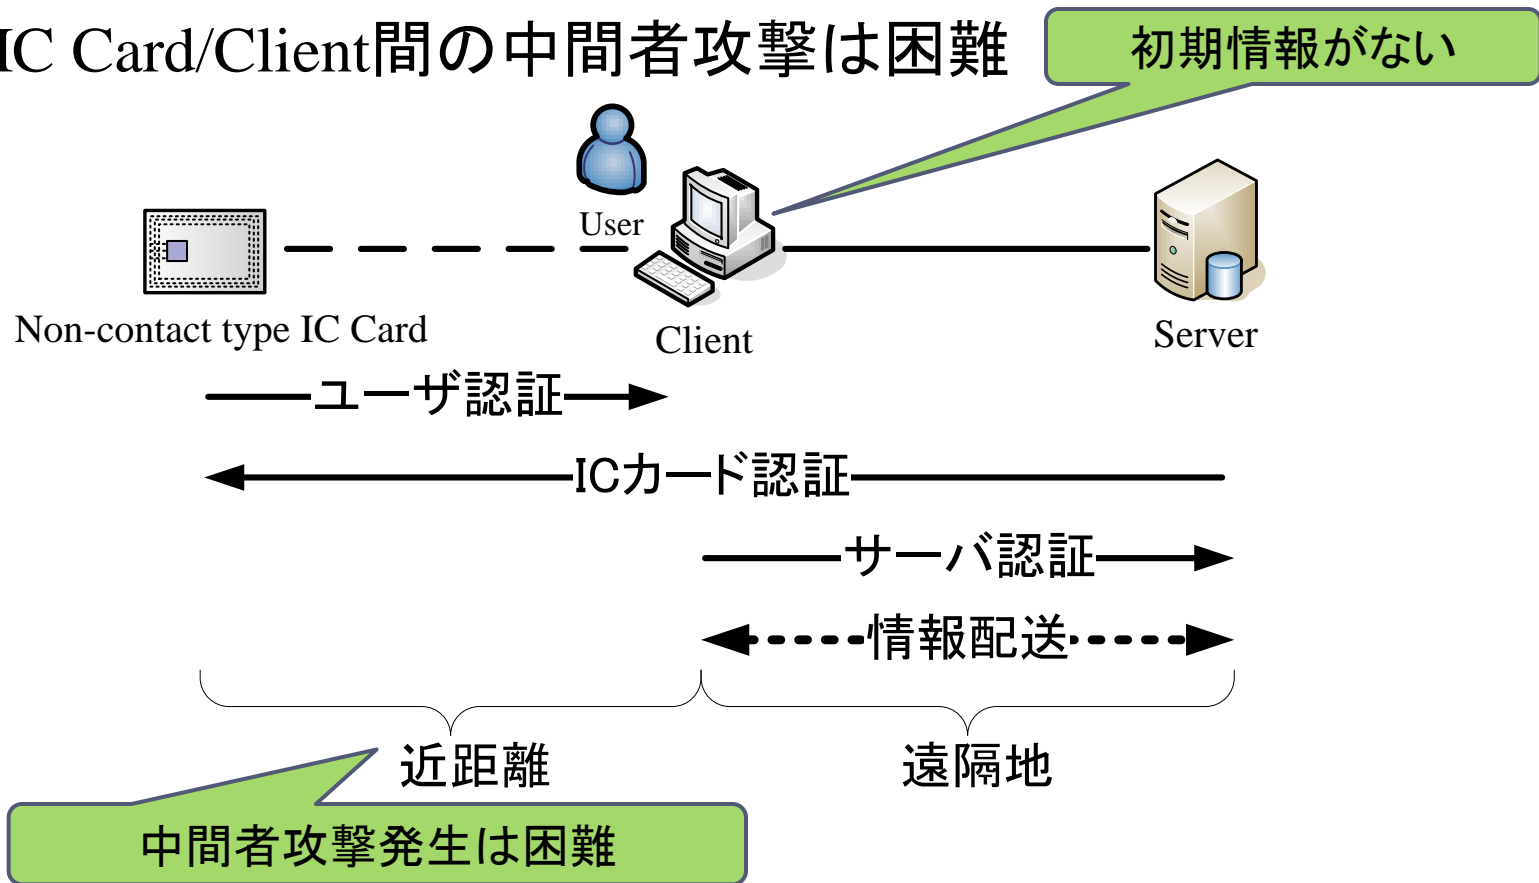 IC Card/Client間の中間者攻撃は困難
初期情報がない
User
Non-contact type IC Card
Client
Server
ユーザ認証
ICカード認証
サーバ認証
情報配送
近距離
遠隔地
中間者攻撃発生は困難